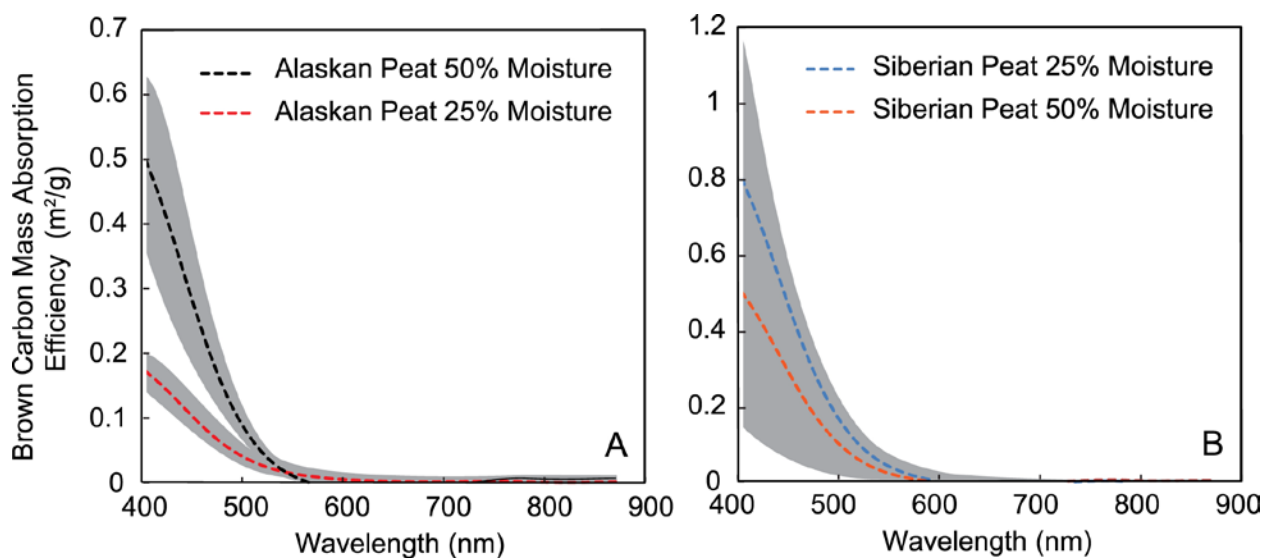 Brown Carbon Mass Absorption
Efficiency (m²/g)
0.7
0.6
0.5
0.4
0.3
0.2
0.1
0
Alaskan Peat 50% Moisture
Alaskan Peat 25% Moisture
A
400 500 600 700 800 900
Wavelength (nm)
1.2
1
0.8
0.6
0.4
0.2
0
Siberian Peat 25% Moisture
Siberian Peat 50% Moisture
B
400 500 600 700 800 900
Wavelength (nm)